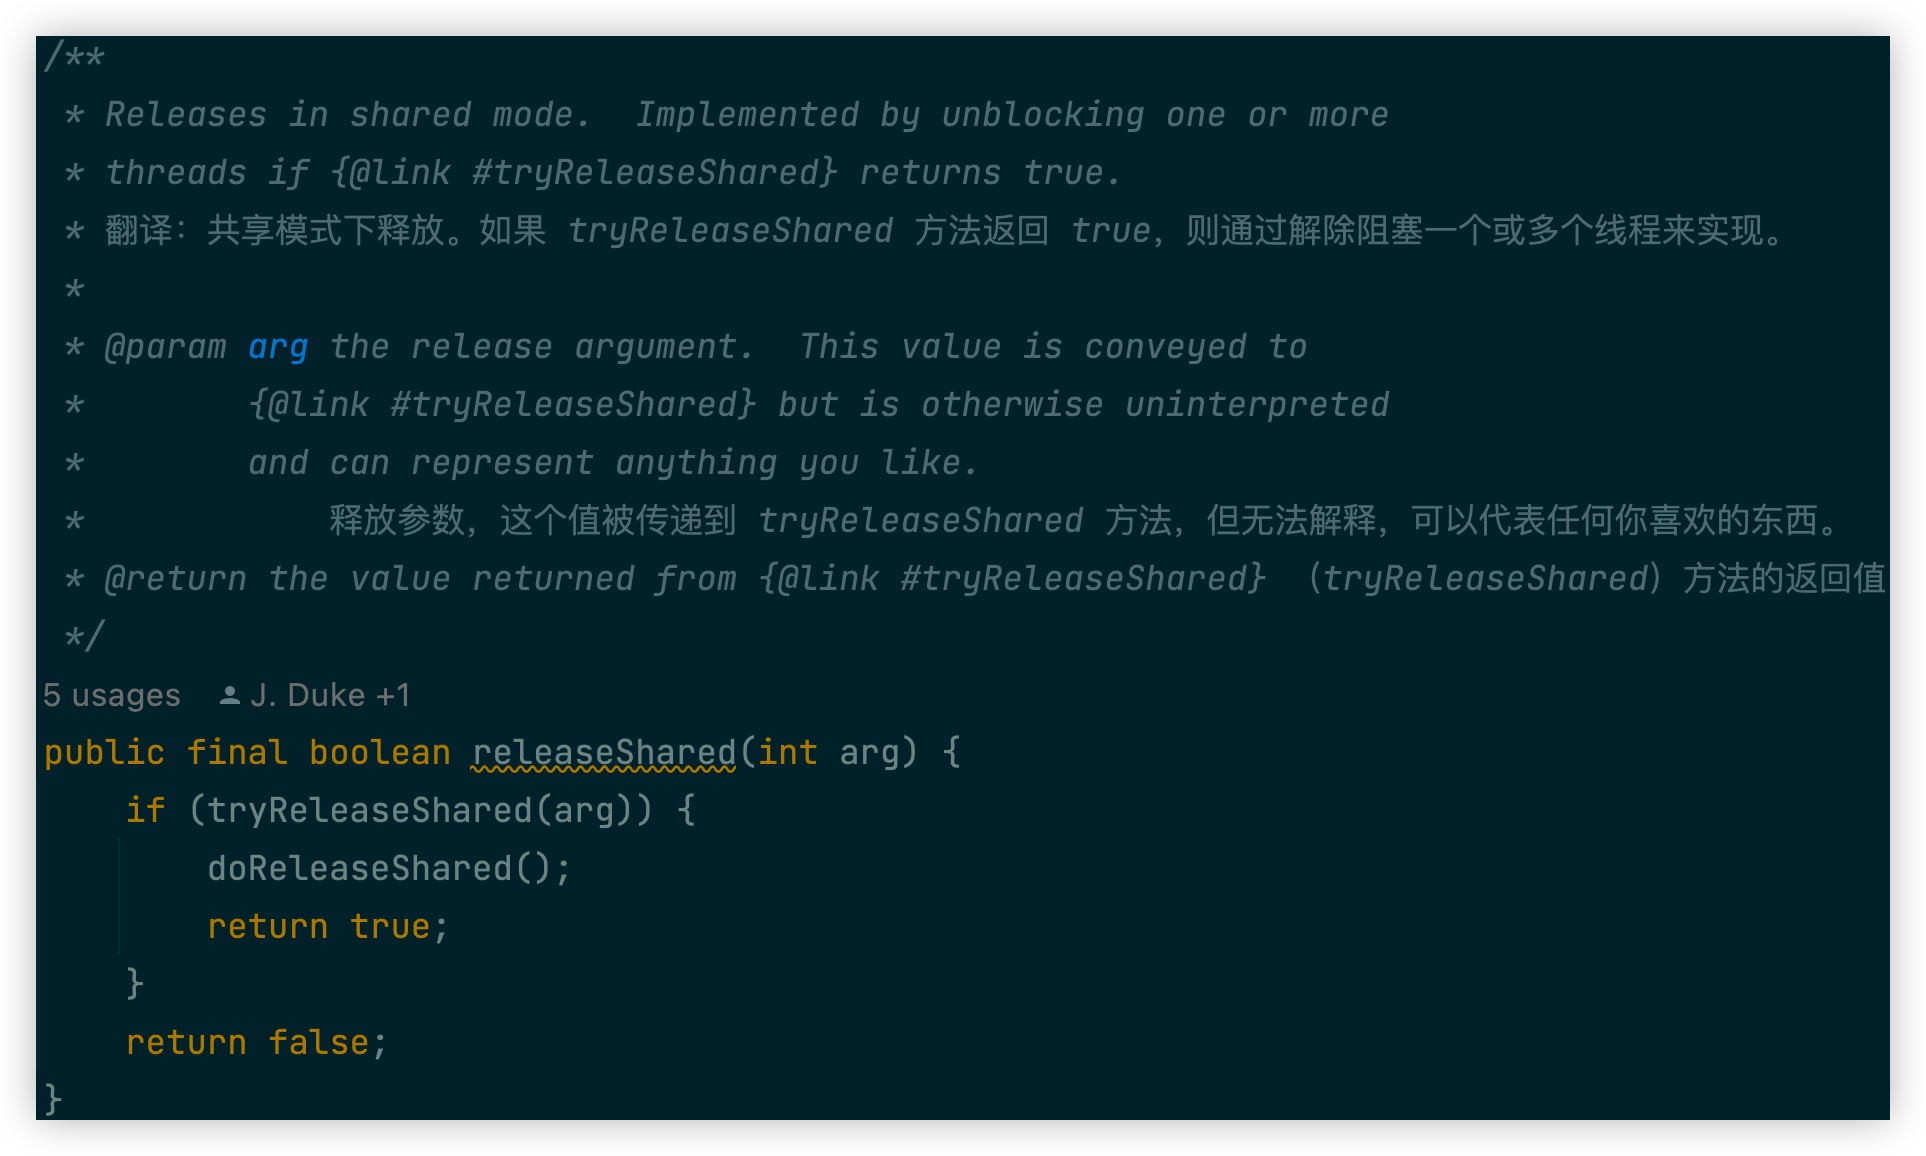 /**
 * Releases in shared mode.  Implemented by unblocking one or more
 * threads if {@link #tryReleaseShared} returns true.
 * 翻译：共享模式下释放。如果 tryReleaseShared 方法返回 true，则通过解除阻塞一个或多个线程来实现。
 *
 * @param arg the release argument.  This value is conveyed to
 *        {@link #tryReleaseShared} but is otherwise uninterpreted
 *        and can represent anything you like.
 *            释放参数，这个值被传递到 tryReleaseShared 方法，但无法解释，可以代表任何你喜欢的东西。
 * @return the value returned from {@link #tryReleaseShared} （tryReleaseShared）方法的返回值
 */
5 usages J. Duke +1
public final boolean releaseShared(int arg) {
    if (tryReleaseShared(arg)) {
        doReleaseShared();
        return true;
    }
    return false;
}